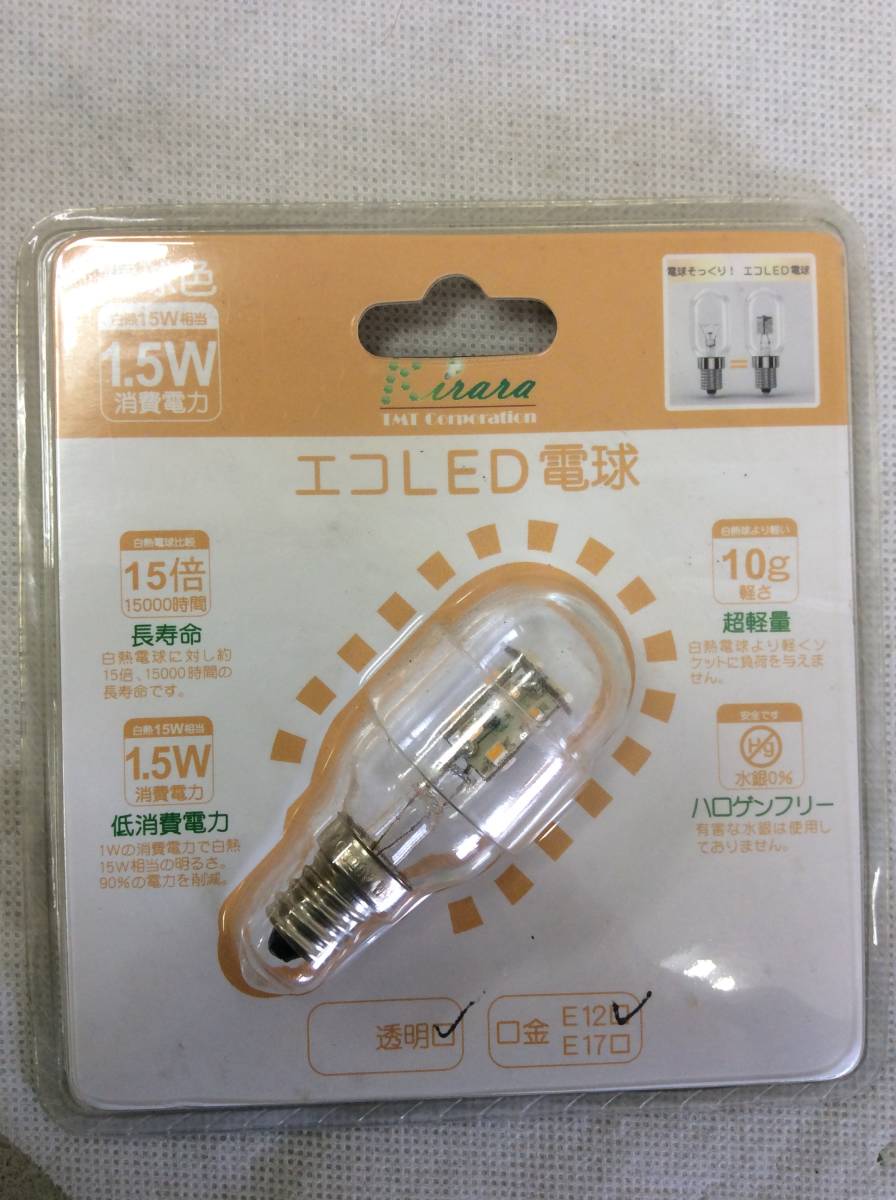 色
白熱15W相当
1.5W
消費電力
電球そっくり！ エコLED電球
Kirara
TMT Corporation
エコLED電球
白熱電球比較
15倍
15000時間
長寿命
白熱電球に対し約
15倍、15000時間の
長寿命です。
白熱15W相当
1.5W
消費電力
低消費電力
1Wの消費電力で白熱
15W相当の明るさ。
90%の電力を削減。
白熱球より軽い
10g
軽さ
超軽量
白熱電球より軽くソ
ケットに負荷を与えま
せん。
安全です
Hg
水銀0%
ハロゲンフリー
有害な水銀は使用し
ておりません。
透明□
口金 E12□
E17□